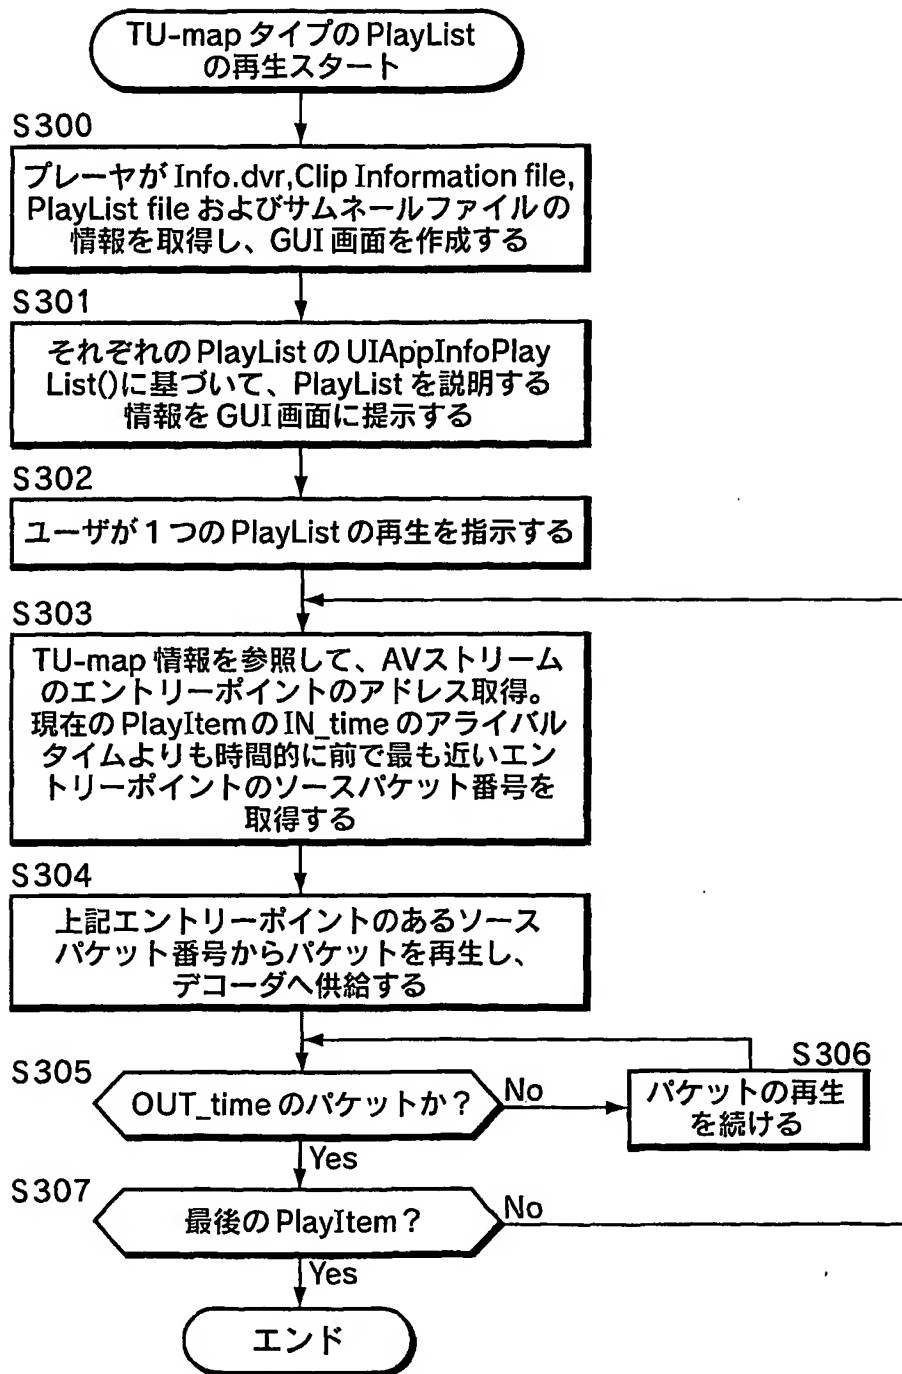 TU-map タイプの PlayList
の再生スタート
S300
プレーヤが Info.dvr,Clip Information file,
PlayList file およびサムネールファイルの
情報を取得し、GUI 画面を作成する
S301
それぞれの PlayList の UIAppInfoPlay
List()に基づいて、PlayList を説明する
情報を GUI 画面に提示する
S302
ユーザが 1 つの PlayList の再生を指示する
S303
TU-map 情報を参照して、AVストリーム
のエントリーポイントのアドレス取得。
現在の PlayItem の IN_time のアライバル
タイムよりも時間的に前で最も近いエン
トリーポイントのソースパケット番号を
取得する
S304
上記エントリーポイントのあるソース
パケット番号からパケットを再生し、
デコーダへ供給する
S305
OUT_time のパケットか？
No
S306
パケットの再生
を続ける
Yes
S307
最後の PlayItem？
No
Yes
エンド